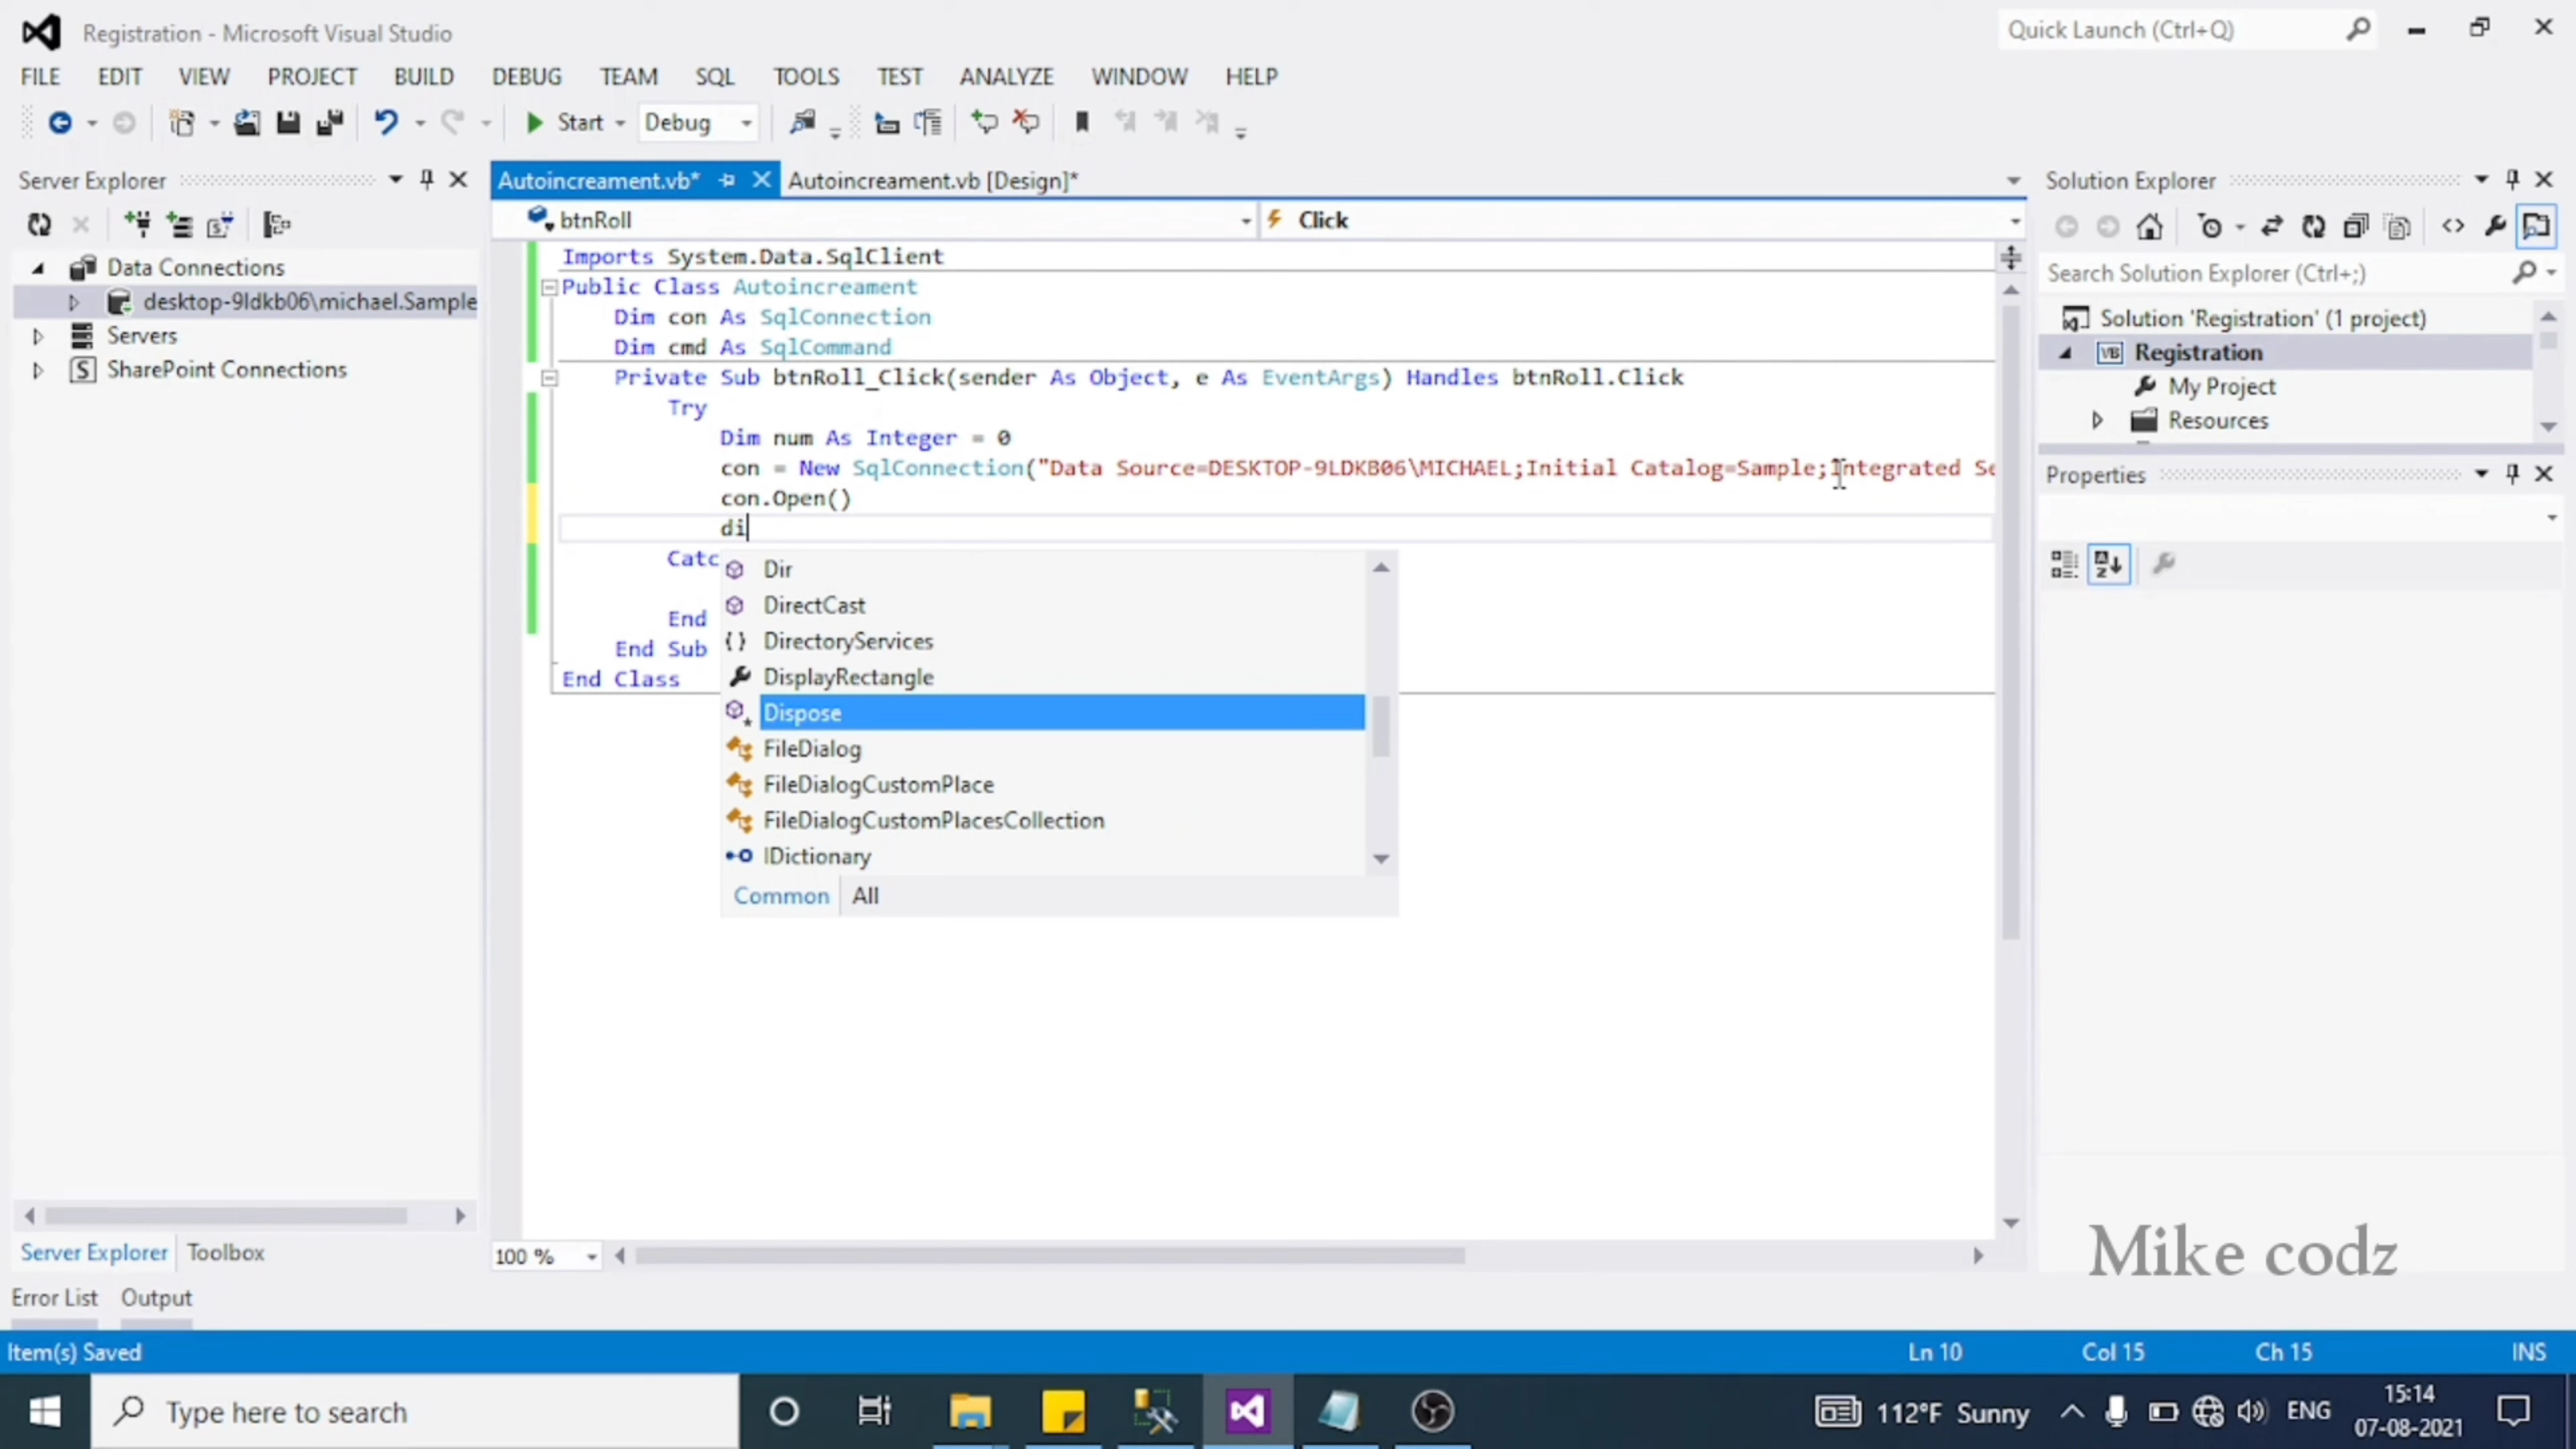 Registration - Microsoft Visual Studio
Quick Launch (Ctrl+Q)
FILE EDIT VIEW PROJECT BUILD DEBUG TEAM SQL TOOLS TEST ANALYZE WINDOW HELP
Start Debug
Server Explorer
Autoincreament.vb* Autoincreament.vb [Design]*
Solution Explorer
btnRoll Click
Data Connections
desktop-9ldkb06\michael.Sample
Servers
SharePoint Connections
Imports System.Data.SqlClient
Public Class Autoincreament
Dim con As SqlConnection
Dim cmd As SqlCommand
Private Sub btnRoll_Click(sender As Object, e As EventArgs) Handles btnRoll.Click
Try
Dim num As Integer = 0
con = New SqlConnection("Data Source=DESKTOP-9LDKB06\MICHAEL;Initial Catalog=Sample;Integrated Se
con.Open()
di
Catc
End
End Sub
End Class
Dir
DirectCast
DirectoryServices
DisplayRectangle
Dispose
FileDialog
FileDialogCustomPlace
FileDialogCustomPlacesCollection
IDictionary
Common All
Search Solution Explorer (Ctrl+;)
Solution 'Registration' (1 project)
VB Registration
My Project
Resources
Properties
Server Explorer Toolbox
100 %
Mike codz
Error List Output
Item(s) Saved
Ln 10 Col 15 Ch 15 INS
Type here to search
112°F Sunny
ENG
15:14
07-08-2021